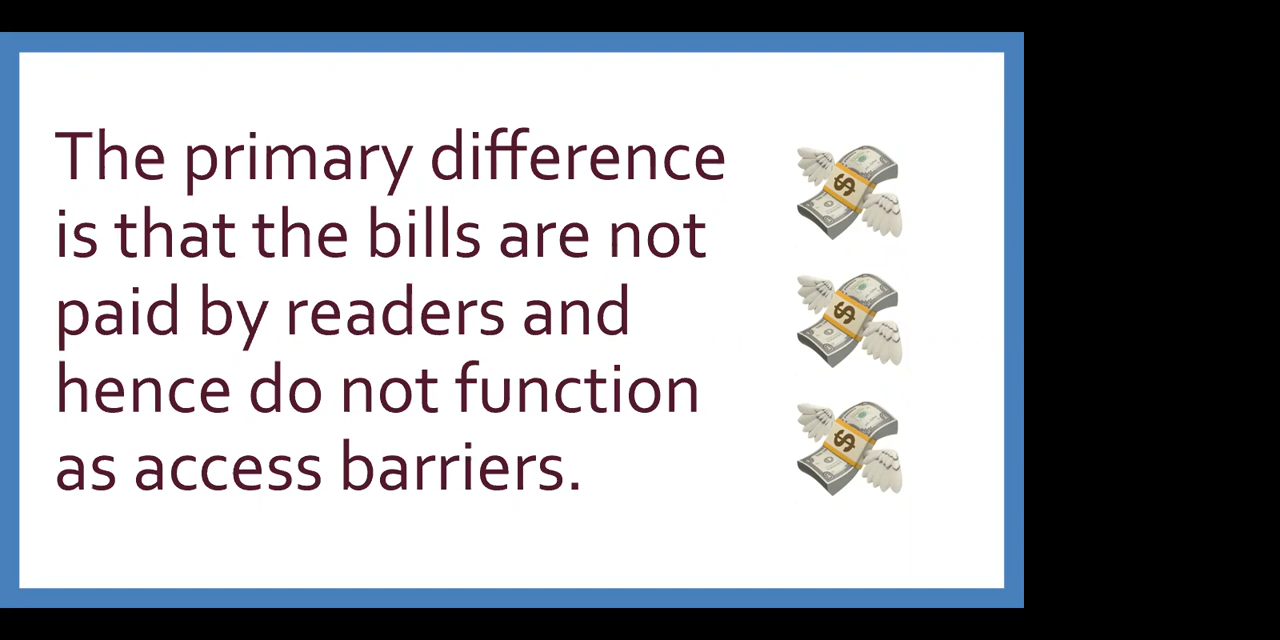 The primary difference
is that the bills are not
paid by readers and
hence do not function
as access barriers.